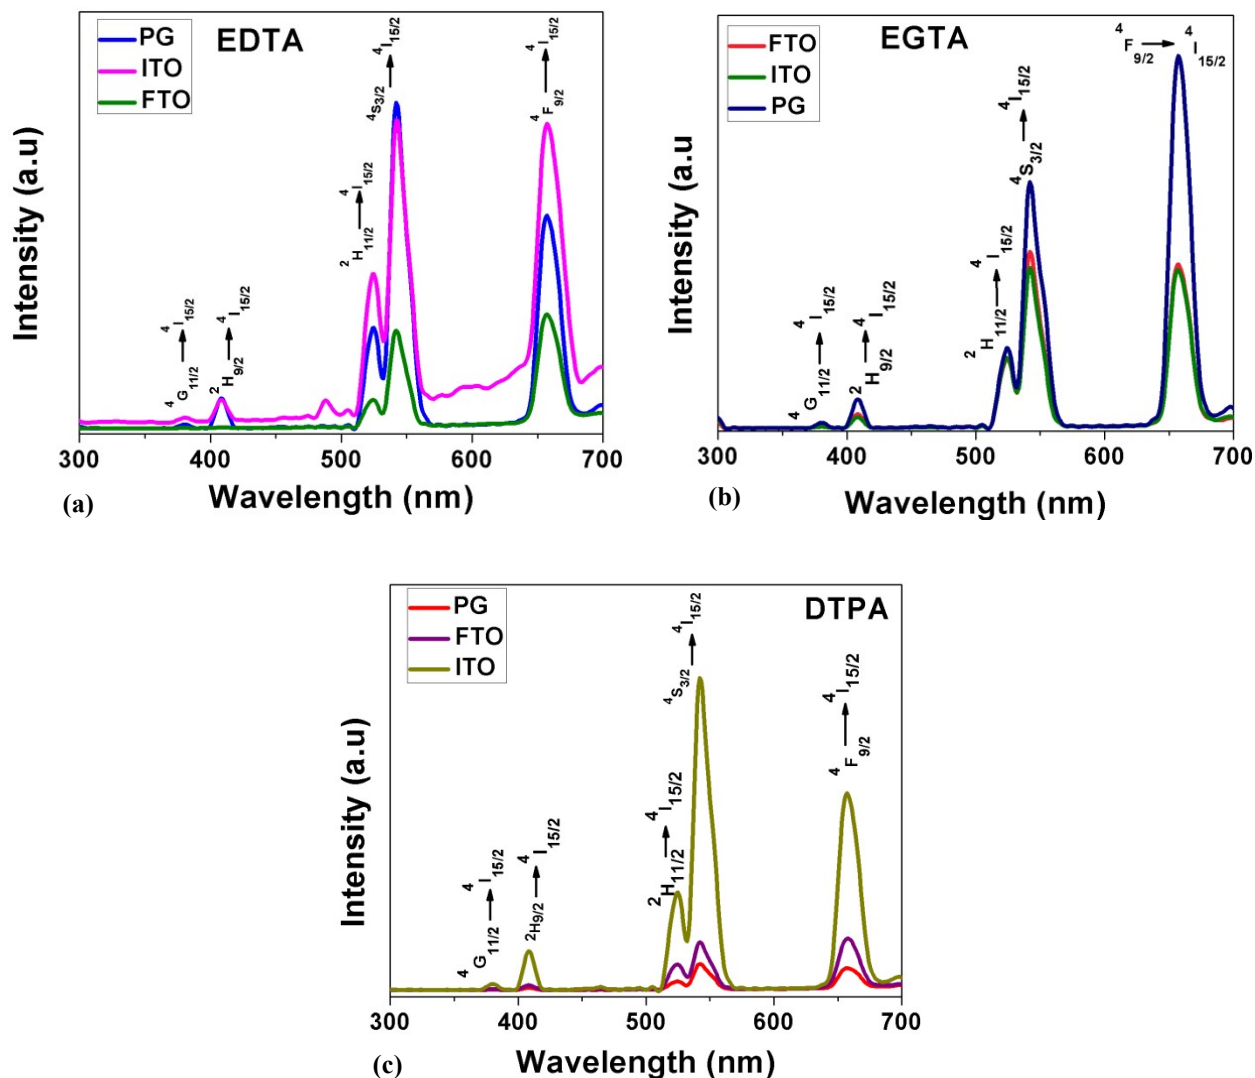 EDTA
PG
ITO
FTO
⁴G₁₁/₂ → ⁴I₁₅/₂
²H₉/₂ → ⁴I₁₅/₂
²H₁₁/₂ → ⁴I₁₅/₂
⁴S₃/₂ → ⁴I₁₅/₂
⁴F₉/₂ → ⁴I₁₅/₂
Intensity (a.u)
300 400 500 600 700
Wavelength (nm)
(a)
EGTA
FTO
ITO
PG
⁴G₁₁/₂ → ⁴I₁₅/₂
²H₉/₂ → ⁴I₁₅/₂
²H₁₁/₂ → ⁴I₁₅/₂
⁴S₃/₂ → ⁴I₁₅/₂
⁴F₉/₂ → ⁴I₁₅/₂
Intensity (a.u
300 400 500 600 700
Wavelength (nm)
(b)
DTPA
PG
FTO
ITO
⁴G₁₁/₂ → ⁴I₁₅/₂
²H₉/₂ → ⁴I₁₅/₂
²H₁₁/₂ → ⁴I₁₅/₂
⁴S₃/₂ → ⁴I₁₅/₂
⁴F₉/₂ → ⁴I₁₅/₂
Intensity (a.u)
300 400 500 600 700
Wavelength (nm)
(c)